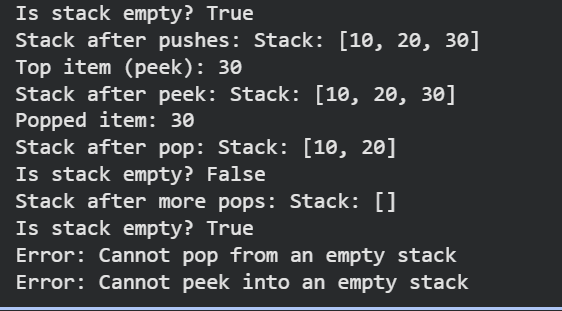 Is stack empty? True
Stack after pushes: Stack: [10, 20, 30]
Top item (peek): 30
Stack after peek: Stack: [10, 20, 30]
Popped item: 30
Stack after pop: Stack: [10, 20]
Is stack empty? False
Stack after more pops: Stack: []
Is stack empty? True
Error: Cannot pop from an empty stack
Error: Cannot peek into an empty stack